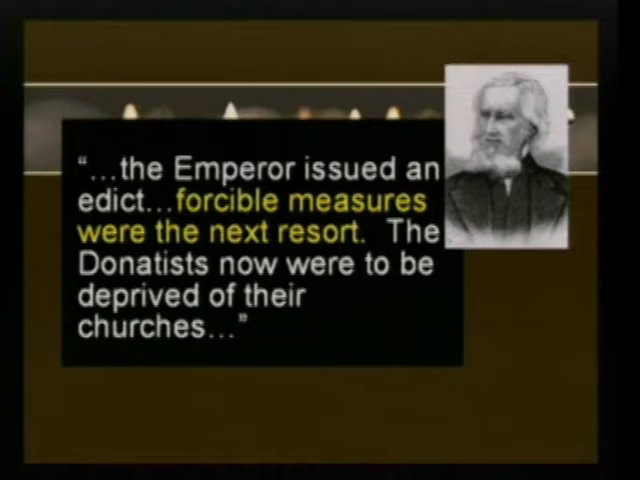 “…the Emperor issued an
edict…forcible measures
were the next resort.  The
Donatists now were to be
deprived of their
churches…”